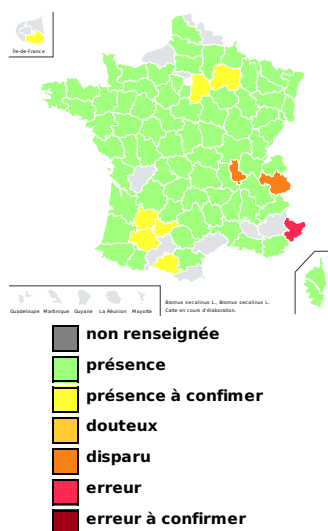 Île-de-France
Guadeloupe Martinique Guyane La Réunion Mayotte
Bromus secalinus L., Bromus secalinus L.
Carte en cours d'élaboration.
non renseignée
présence
présence à confimer
douteux
disparu
erreur
erreur à confirmer